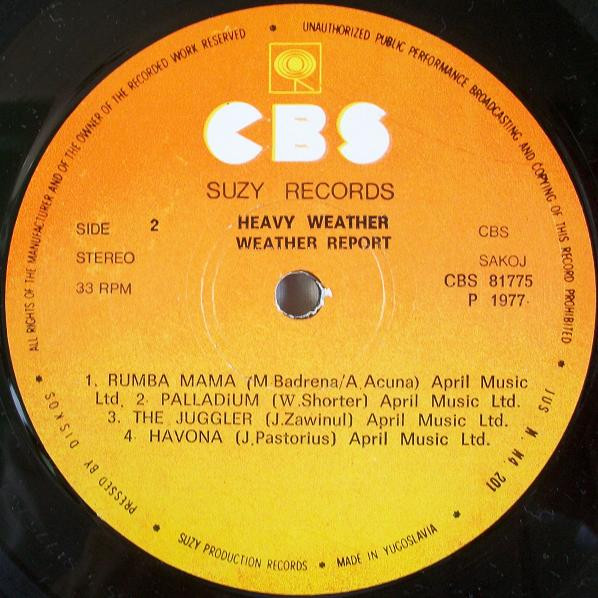 ALL RIGHTS OF THE MANUFACTURER AND OF THE OWNER OF THE RECORDED WORK RESERVED • UNAUTHORIZED PUBLIC PERFORMANCE BROADCASTING AND COPYING OF THIS RECORD PROHIBITED
CBS
SUZY RECORDS
SIDE 2
STEREO
33 RPM
HEAVY WEATHER
WEATHER REPORT
CBS
SAKOJ
CBS 81775
P 1977
1. RUMBA MAMA (M.Badrena/A.Acuna) April Music
Ltd. 2. PALLADiUM (W.Shorter) April Music Ltd.
3. THE JUGGLER (J.Zawinul) April Music Ltd.
4. HAVONA (J.Pastorius) April Music Ltd.
PRESSED BY DISKOS • SUZY PRODUCTION RECORDS • MADE IN YUGOSLAVIA • JUS N. N4 201